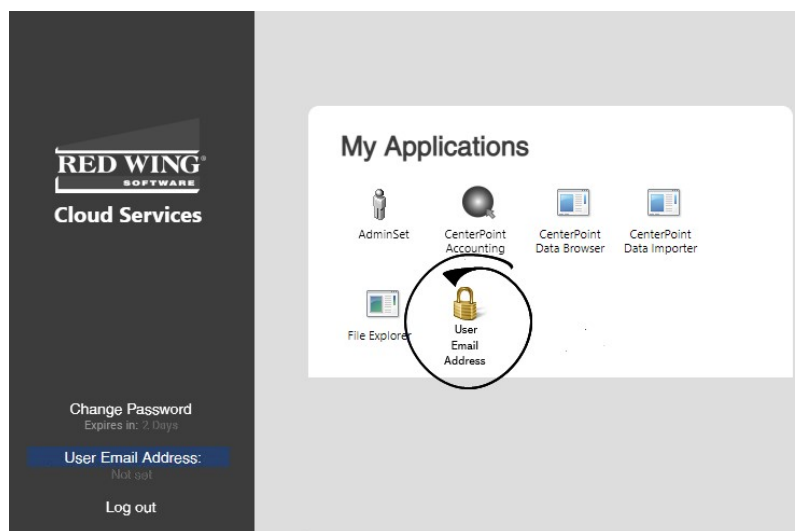 RED WING®
SOFTWARE
Cloud Services
Change Password
Expires in: 2 Days
User Email Address:
Not set
Log out
My Applications
AdminSet
CenterPoint
Accounting
CenterPoint
Data Browser
CenterPoint
Data Importer
File Explorer
User
Email
Address